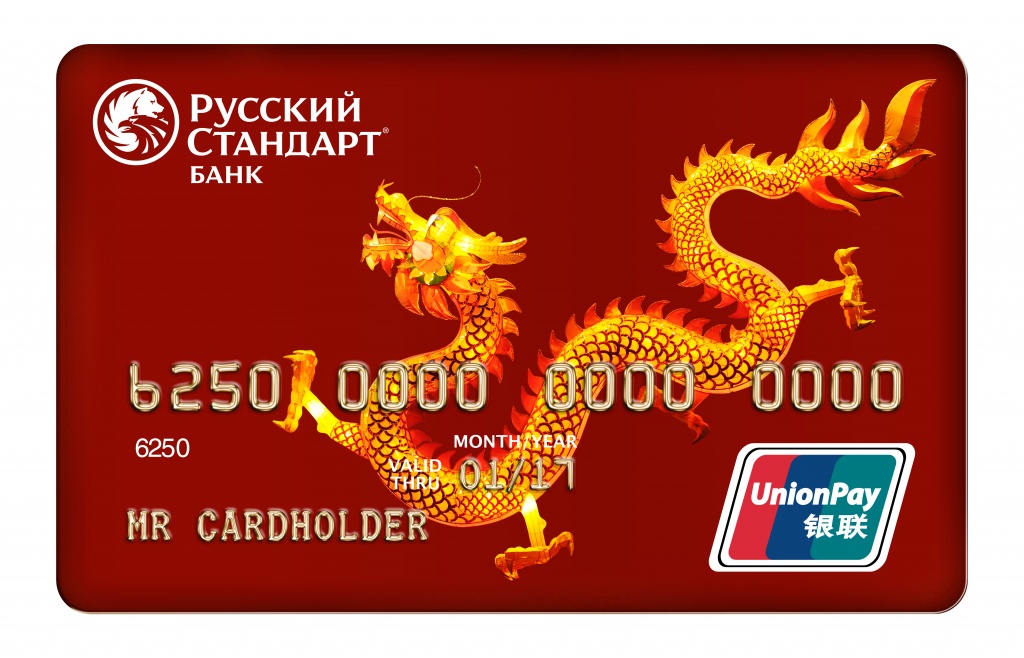 РУССКИЙ
СТАНДАРТ®
БАНК
6250 0000 0000 0000
6250
MONTH/YEAR
VALID THRU 01/17
MR CARDHOLDER
UnionPay
银联